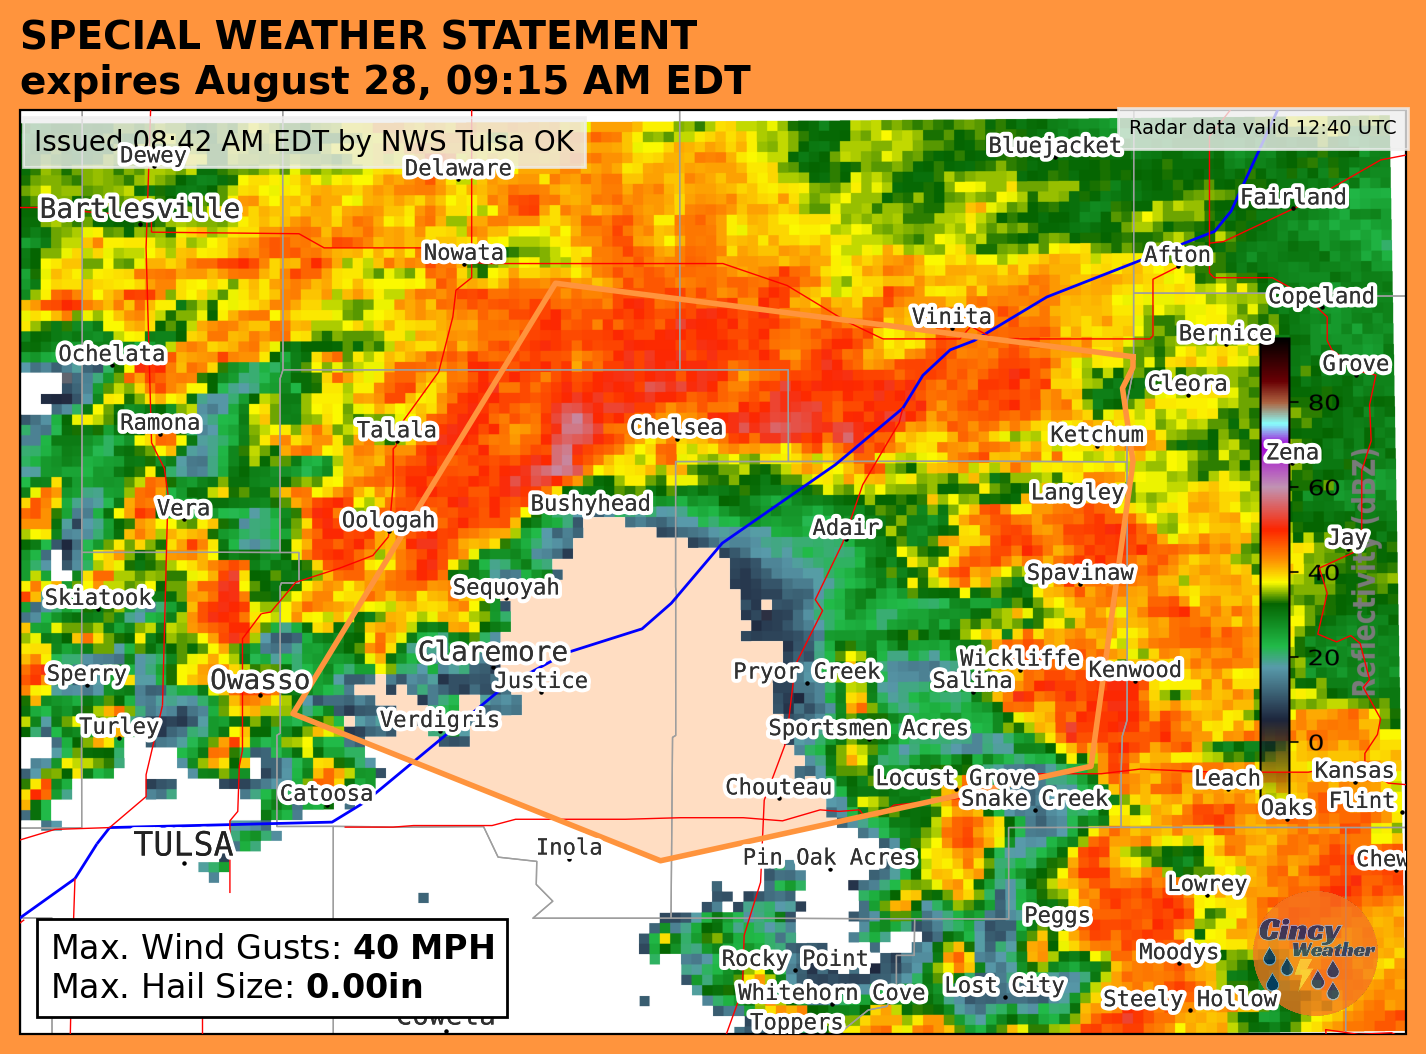 SPECIAL WEATHER STATEMENT
expires August 28, 09:15 AM EDT
Issued 08:42 AM EDT by NWS Tulsa OK
Radar data valid 12:40 UTC
Bluejacket
Dewey
Delaware
Fairland
Bartlesville
Nowata
Afton
Copeland
Vinita
Bernice
Ochelata
Grove
Cleora
80
Ramona
Talala
Chelsea
Ketchum
Zena
60
Langley
Vera
Bushyhead
Oologah
Adair
Jay
Reflectivity (dBZ)
40
Spavinaw
Skiatook
Sequoyah
Claremore
Wickliffe
20
Sperry
Owasso
Justice
Pryor Creek
Salina
Kenwood
Verdigris
Turley
Sportsmen Acres
0
Kansas
Locust Grove
Leach
Catoosa
Chouteau
Snake Creek
Oaks
Flint
TULSA
Inola
Pin Oak Acres
Chew
Lowrey
Peggs
Cincy
Weather
Max. Wind Gusts: 40 MPH
Rocky Point
Moodys
Max. Hail Size: 0.00in
Whitehorn Cove
Lost City
Steely Hollow
Coweta
Toppers